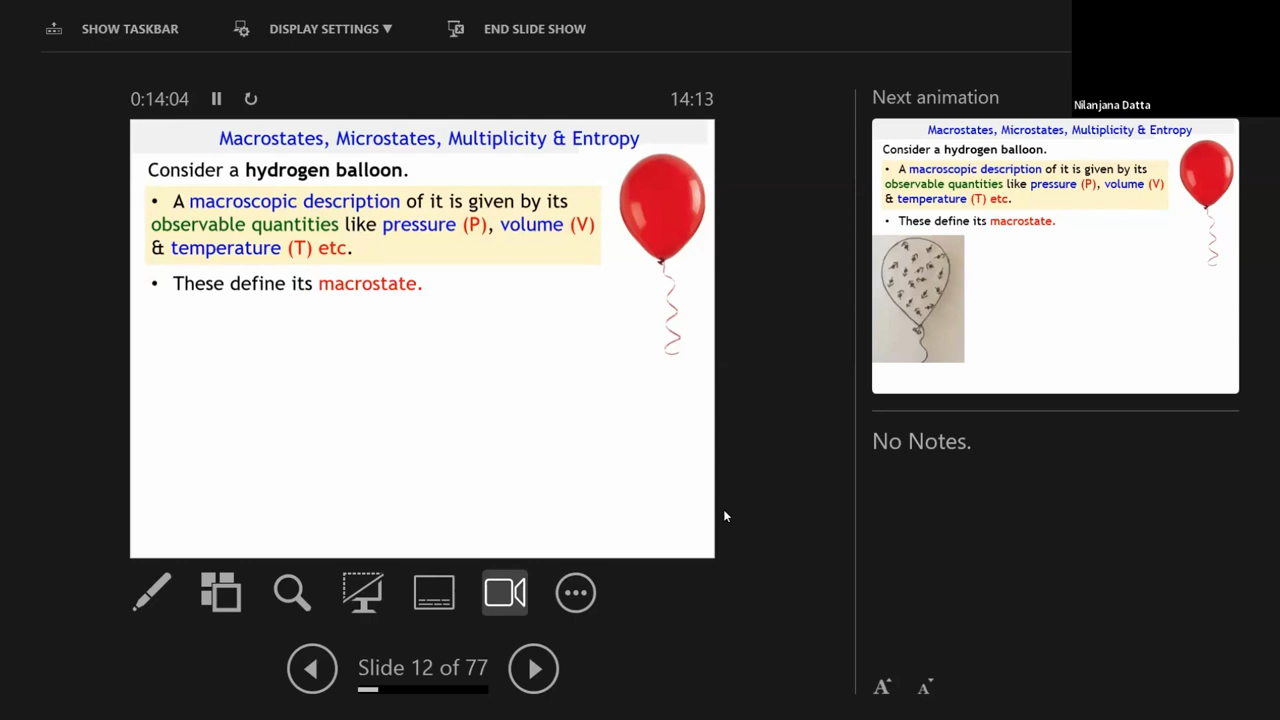 SHOW TASKBAR
DISPLAY SETTINGS ▼
END SLIDE SHOW
0:14:04
14:13
Macrostates, Microstates, Multiplicity & Entropy
Consider a hydrogen balloon.
• A macroscopic description of it is given by its
observable quantities like pressure (P), volume (V)
& temperature (T) etc.
• These define its macrostate.
Slide 12 of 77
Nilanjana Datta
Next animation
Macrostates, Microstates, Multiplicity & Entropy
Consider a hydrogen balloon.
• A macroscopic description of it is given by its
observable quantities like pressure (P), volume (V)
& temperature (T) etc.
• These define its macrostate.
No Notes.
A A